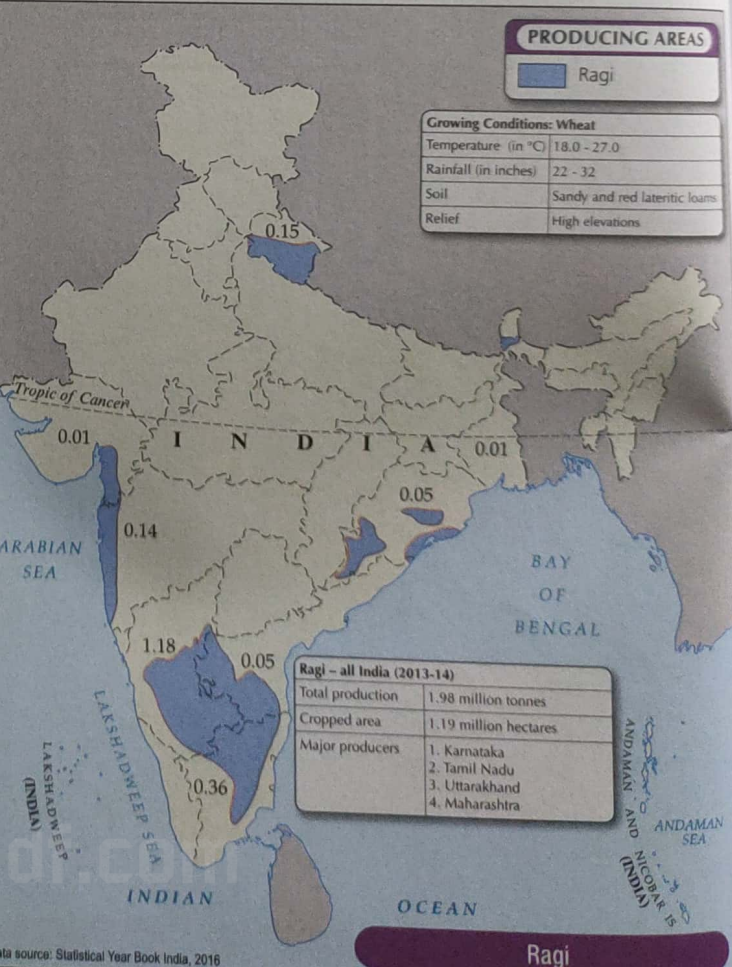 PRODUCING AREAS
Ragi
Growing Conditions: Wheat
Temperature (in °C) 18.0 - 27.0
Rainfall (in inches) 22 - 32
Soil Sandy and red lateritic loams
Relief High elevations
0.15
Tropic of Cancer
0.01
I N D I A
0.01
0.05
0.14
ARABIAN
SEA
BAY
OF
BENGAL
1.18
0.05
Ragi – all India (2013-14)
Total production 1.98 million tonnes
Cropped area 1.19 million hectares
Major producers 1. Karnataka
2. Tamil Nadu
3. Uttarakhand
4. Maharashtra
0.36
LAKSHADWEEP SEA
LAKSHADWEEP
(INDIA)
ANDAMAN AND NICOBAR IS
(INDIA)
ANDAMAN
SEA
INDIAN OCEAN
source: Statistical Year Book India, 2016
Ragi